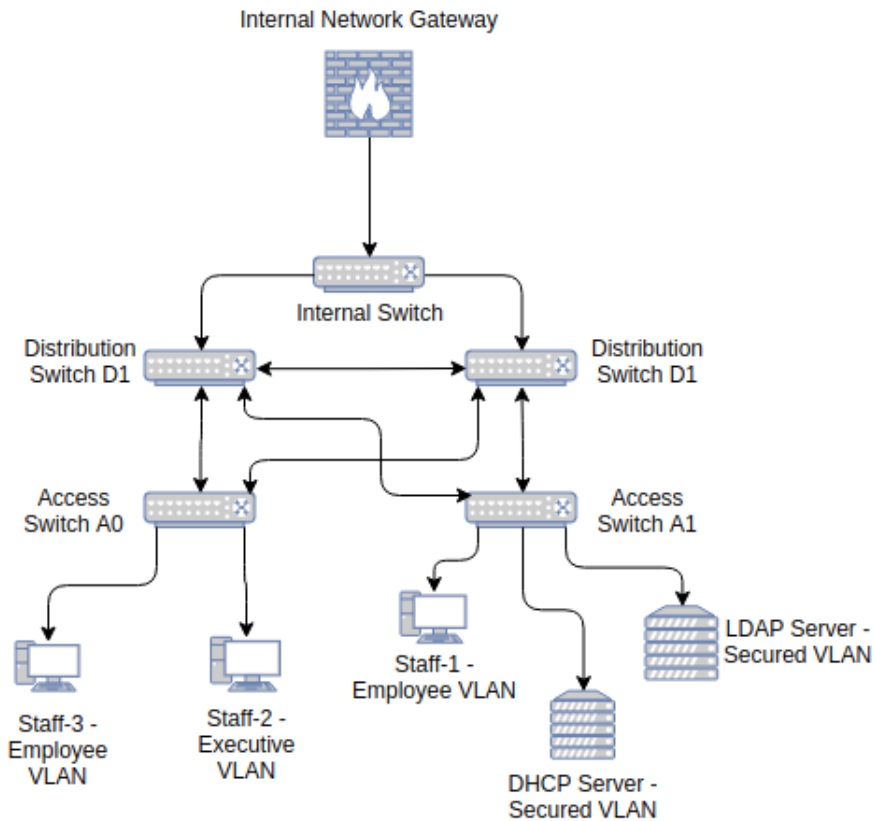 Internal Network Gateway
Internal Switch
Distribution
Switch D1
Distribution
Switch D1
Access
Switch A0
Access
Switch A1
Staff-3 -
Employee
VLAN
Staff-2 -
Executive
VLAN
Staff-1 -
Employee VLAN
DHCP Server -
Secured VLAN
LDAP Server -
Secured VLAN